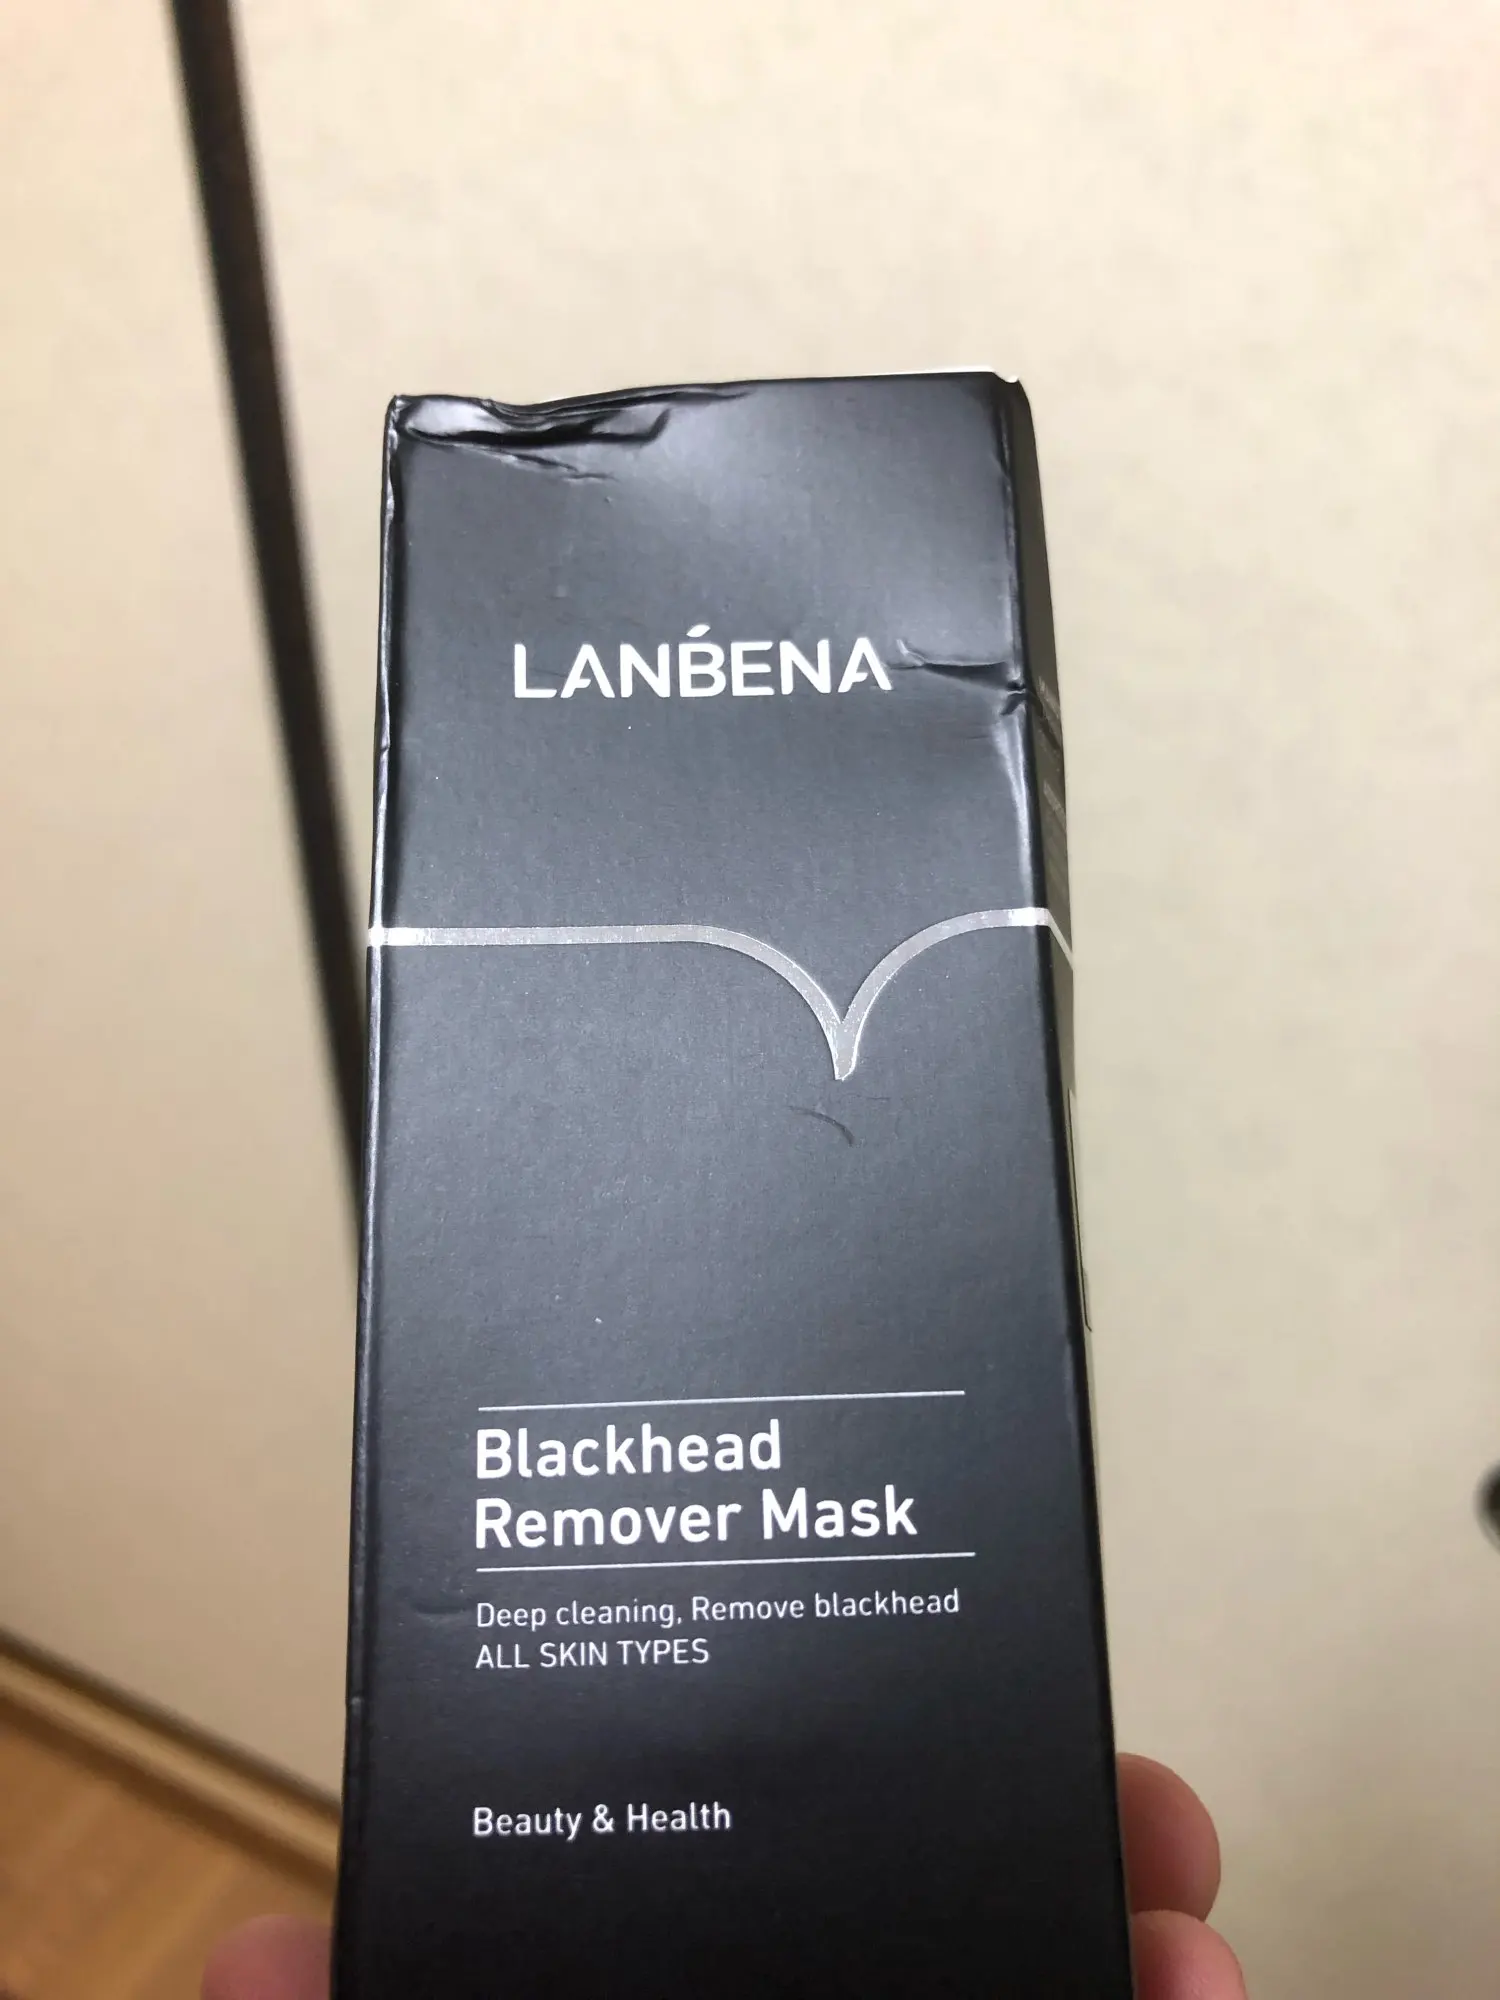 LANBENA
Blackhead
Remover Mask
Deep cleaning, Remove blackhead
ALL SKIN TYPES
Beauty & Health